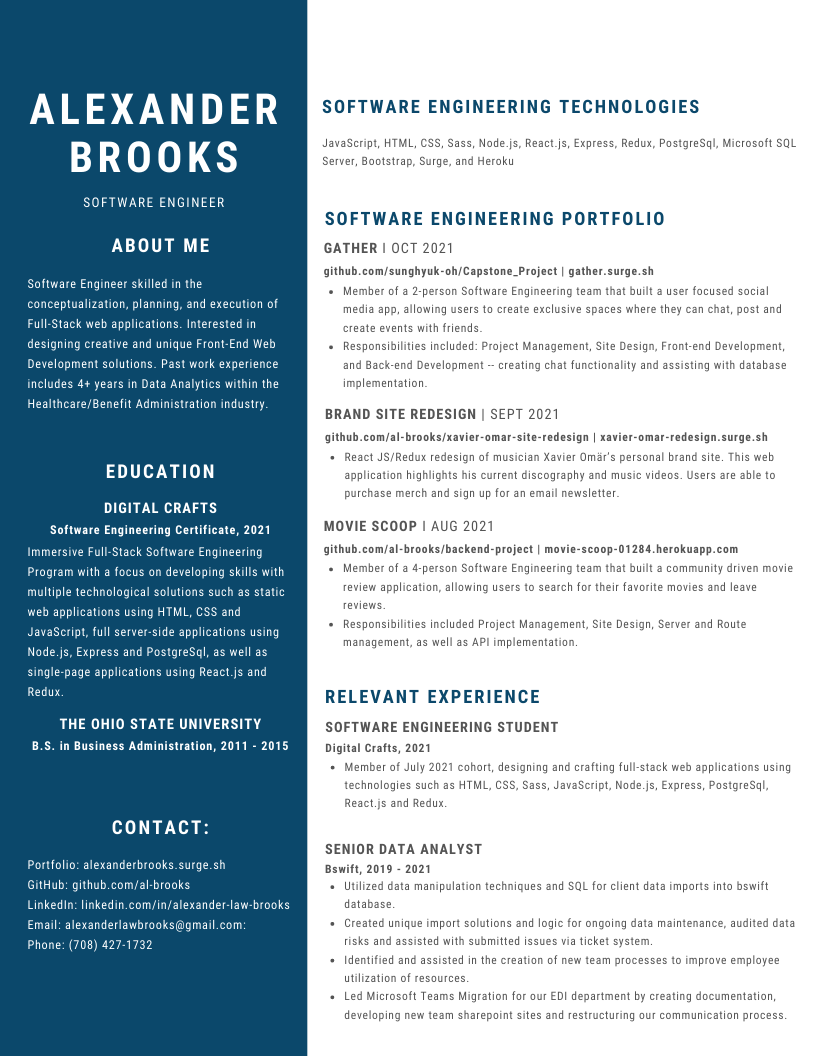 ALEXANDER
BROOKS
SOFTWARE ENGINEER
ABOUT ME
Software Engineer skilled in the
conceptualization, planning, and execution of
Full-Stack web applications. Interested in
designing creative and unique Front-End Web
Development solutions. Past work experience
includes 4+ years in Data Analytics within the
Healthcare/Benefit Administration industry.
EDUCATION
DIGITAL CRAFTS
Software Engineering Certificate, 2021
Immersive Full-Stack Software Engineering
Program with a focus on developing skills with
multiple technological solutions such as static
web applications using HTML, CSS and
JavaScript, full server-side applications using
Node.js, Express and PostgreSql, as well as
single-page applications using React.js and
Redux.
THE OHIO STATE UNIVERSITY
B.S. in Business Administration, 2011 - 2015
CONTACT:
Portfolio: alexanderbrooks.surge.sh
GitHub: github.com/al-brooks
LinkedIn: linkedin.com/in/alexander-law-brooks
Email: alexanderlawbrooks@gmail.com:
Phone: (708) 427-1732
SOFTWARE ENGINEERING TECHNOLOGIES
JavaScript, HTML, CSS, Sass, Node.js, React.js, Express, Redux, PostgreSql, Microsoft SQL
Server, Bootstrap, Surge, and Heroku
SOFTWARE ENGINEERING PORTFOLIO
GATHER I OCT 2021
github.com/sunghyuk-oh/Capstone_Project | gather.surge.sh
• Member of a 2-person Software Engineering team that built a user focused social
media app, allowing users to create exclusive spaces where they can chat, post and
create events with friends.
• Responsibilities included: Project Management, Site Design, Front-end Development,
and Back-end Development -- creating chat functionality and assisting with database
implementation.
BRAND SITE REDESIGN | SEPT 2021
github.com/al-brooks/xavier-omar-site-redesign | xavier-omar-redesign.surge.sh
• React JS/Redux redesign of musician Xavier Omär's personal brand site. This web
application highlights his current discography and music videos. Users are able to
purchase merch and sign up for an email newsletter.
MOVIE SCOOP I AUG 2021
github.com/al-brooks/backend-project | movie-scoop-01284.herokuapp.com
• Member of a 4-person Software Engineering team that built a community driven movie
review application, allowing users to search for their favorite movies and leave
reviews.
• Responsibilities included Project Management, Site Design, Server and Route
management, as well as API implementation.
RELEVANT EXPERIENCE
SOFTWARE ENGINEERING STUDENT
Digital Crafts, 2021
• Member of July 2021 cohort, designing and crafting full-stack web applications using
technologies such as HTML, CSS, Sass, JavaScript, Node.js, Express, PostgreSql,
React.js and Redux.
SENIOR DATA ANALYST
Bswift, 2019 - 2021
• Utilized data manipulation techniques and SQL for client data imports into bswift
database.
• Created unique import solutions and logic for ongoing data maintenance, audited data
risks and assisted with submitted issues via ticket system.
• Identified and assisted in the creation of new team processes to improve employee
utilization of resources.
• Led Microsoft Teams Migration for our EDI department by creating documentation,
developing new team sharepoint sites and restructuring our communication process.